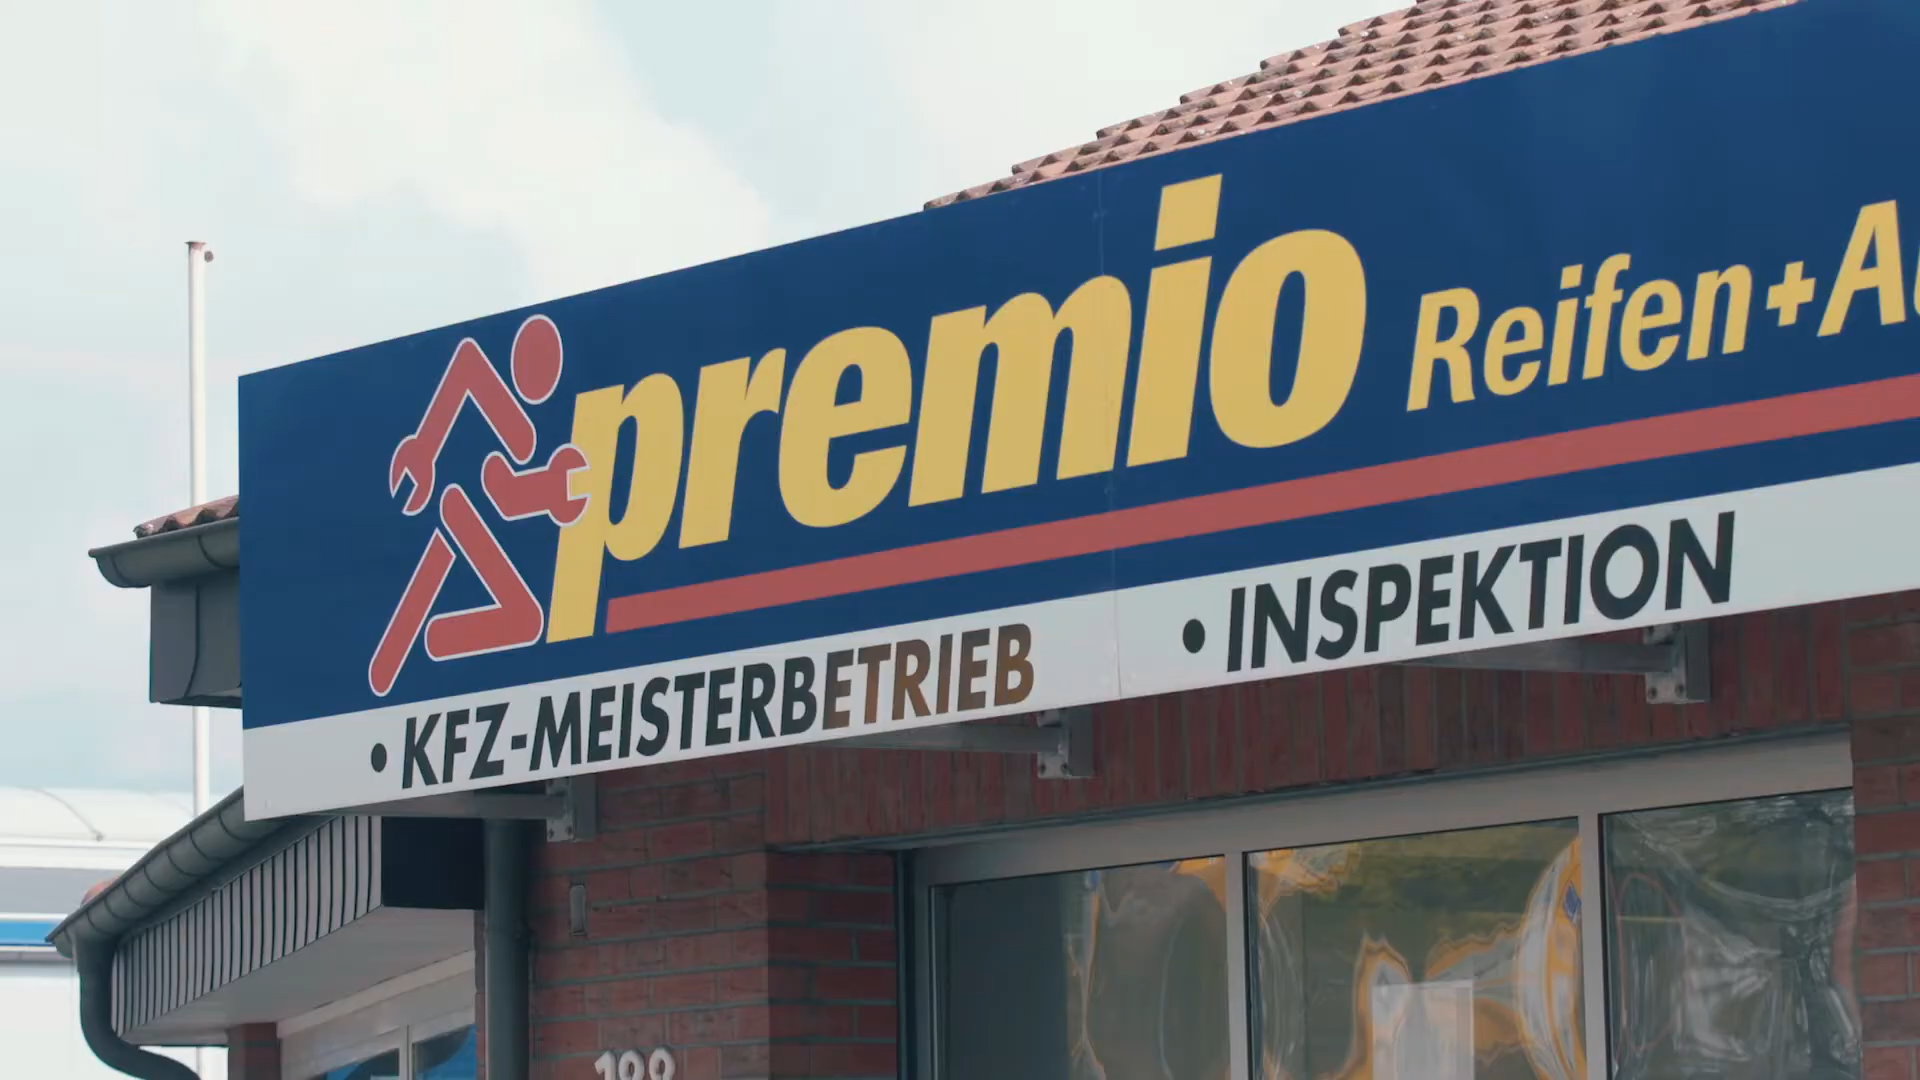 premio Reifen+A
• KFZ-MEISTERBETRIEB • INSPEKTION